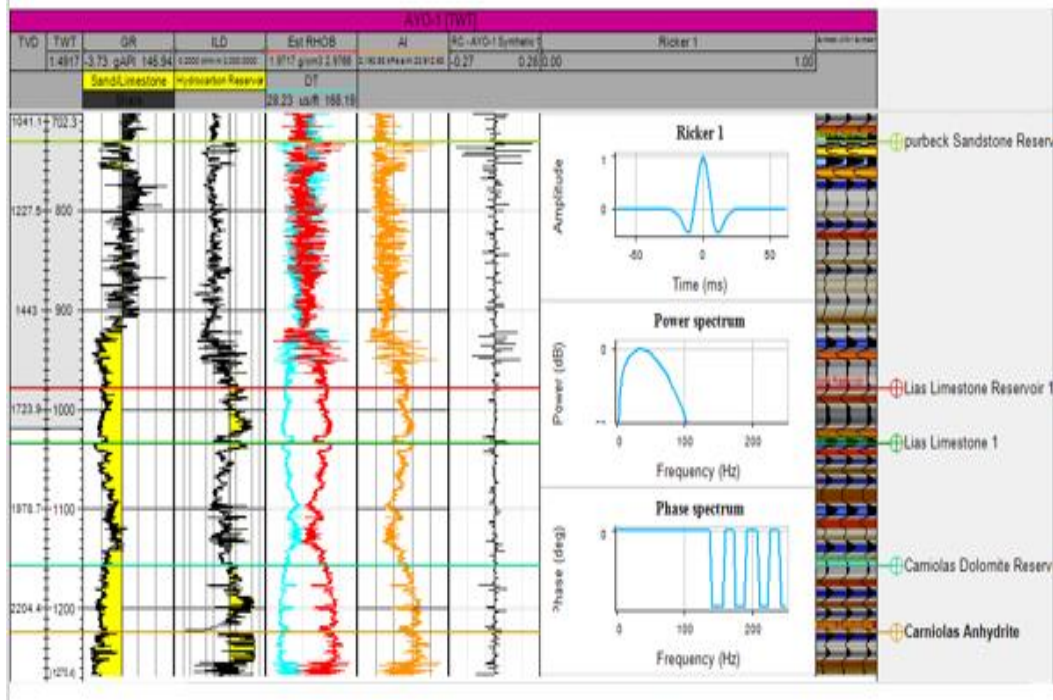 AYO-1 [TWT]
TVD TWT GR ILD Est RHOB AI RC - AYO-1 Synthetic 1 Ricker 1
1.4917 -3.73 gAPI 146.94 1.9717 g/cm3 2.9768 -0.27 0.28 0.00 1.00
Sand/Limestone Hydrocarbon Reservoir DT
28.23 us/ft 168.19
1041.1 702.3
1227.5 800
1443 900
1723.9 1000
1978.7 1100
2204.4 1200
Ricker 1
Amplitude
1
0
-50 0 50
Time (ms)
Power spectrum
Power (dB)
0
0 100 200
Frequency (Hz)
Phase spectrum
Phase (deg)
0
0 100 200
Frequency (Hz)
purbeck Sandstone Reserv
Lias Limestone Reservoir 1
Lias Limestone 1
Carniolas Dolomite Reserv
Carniolas Anhydrite